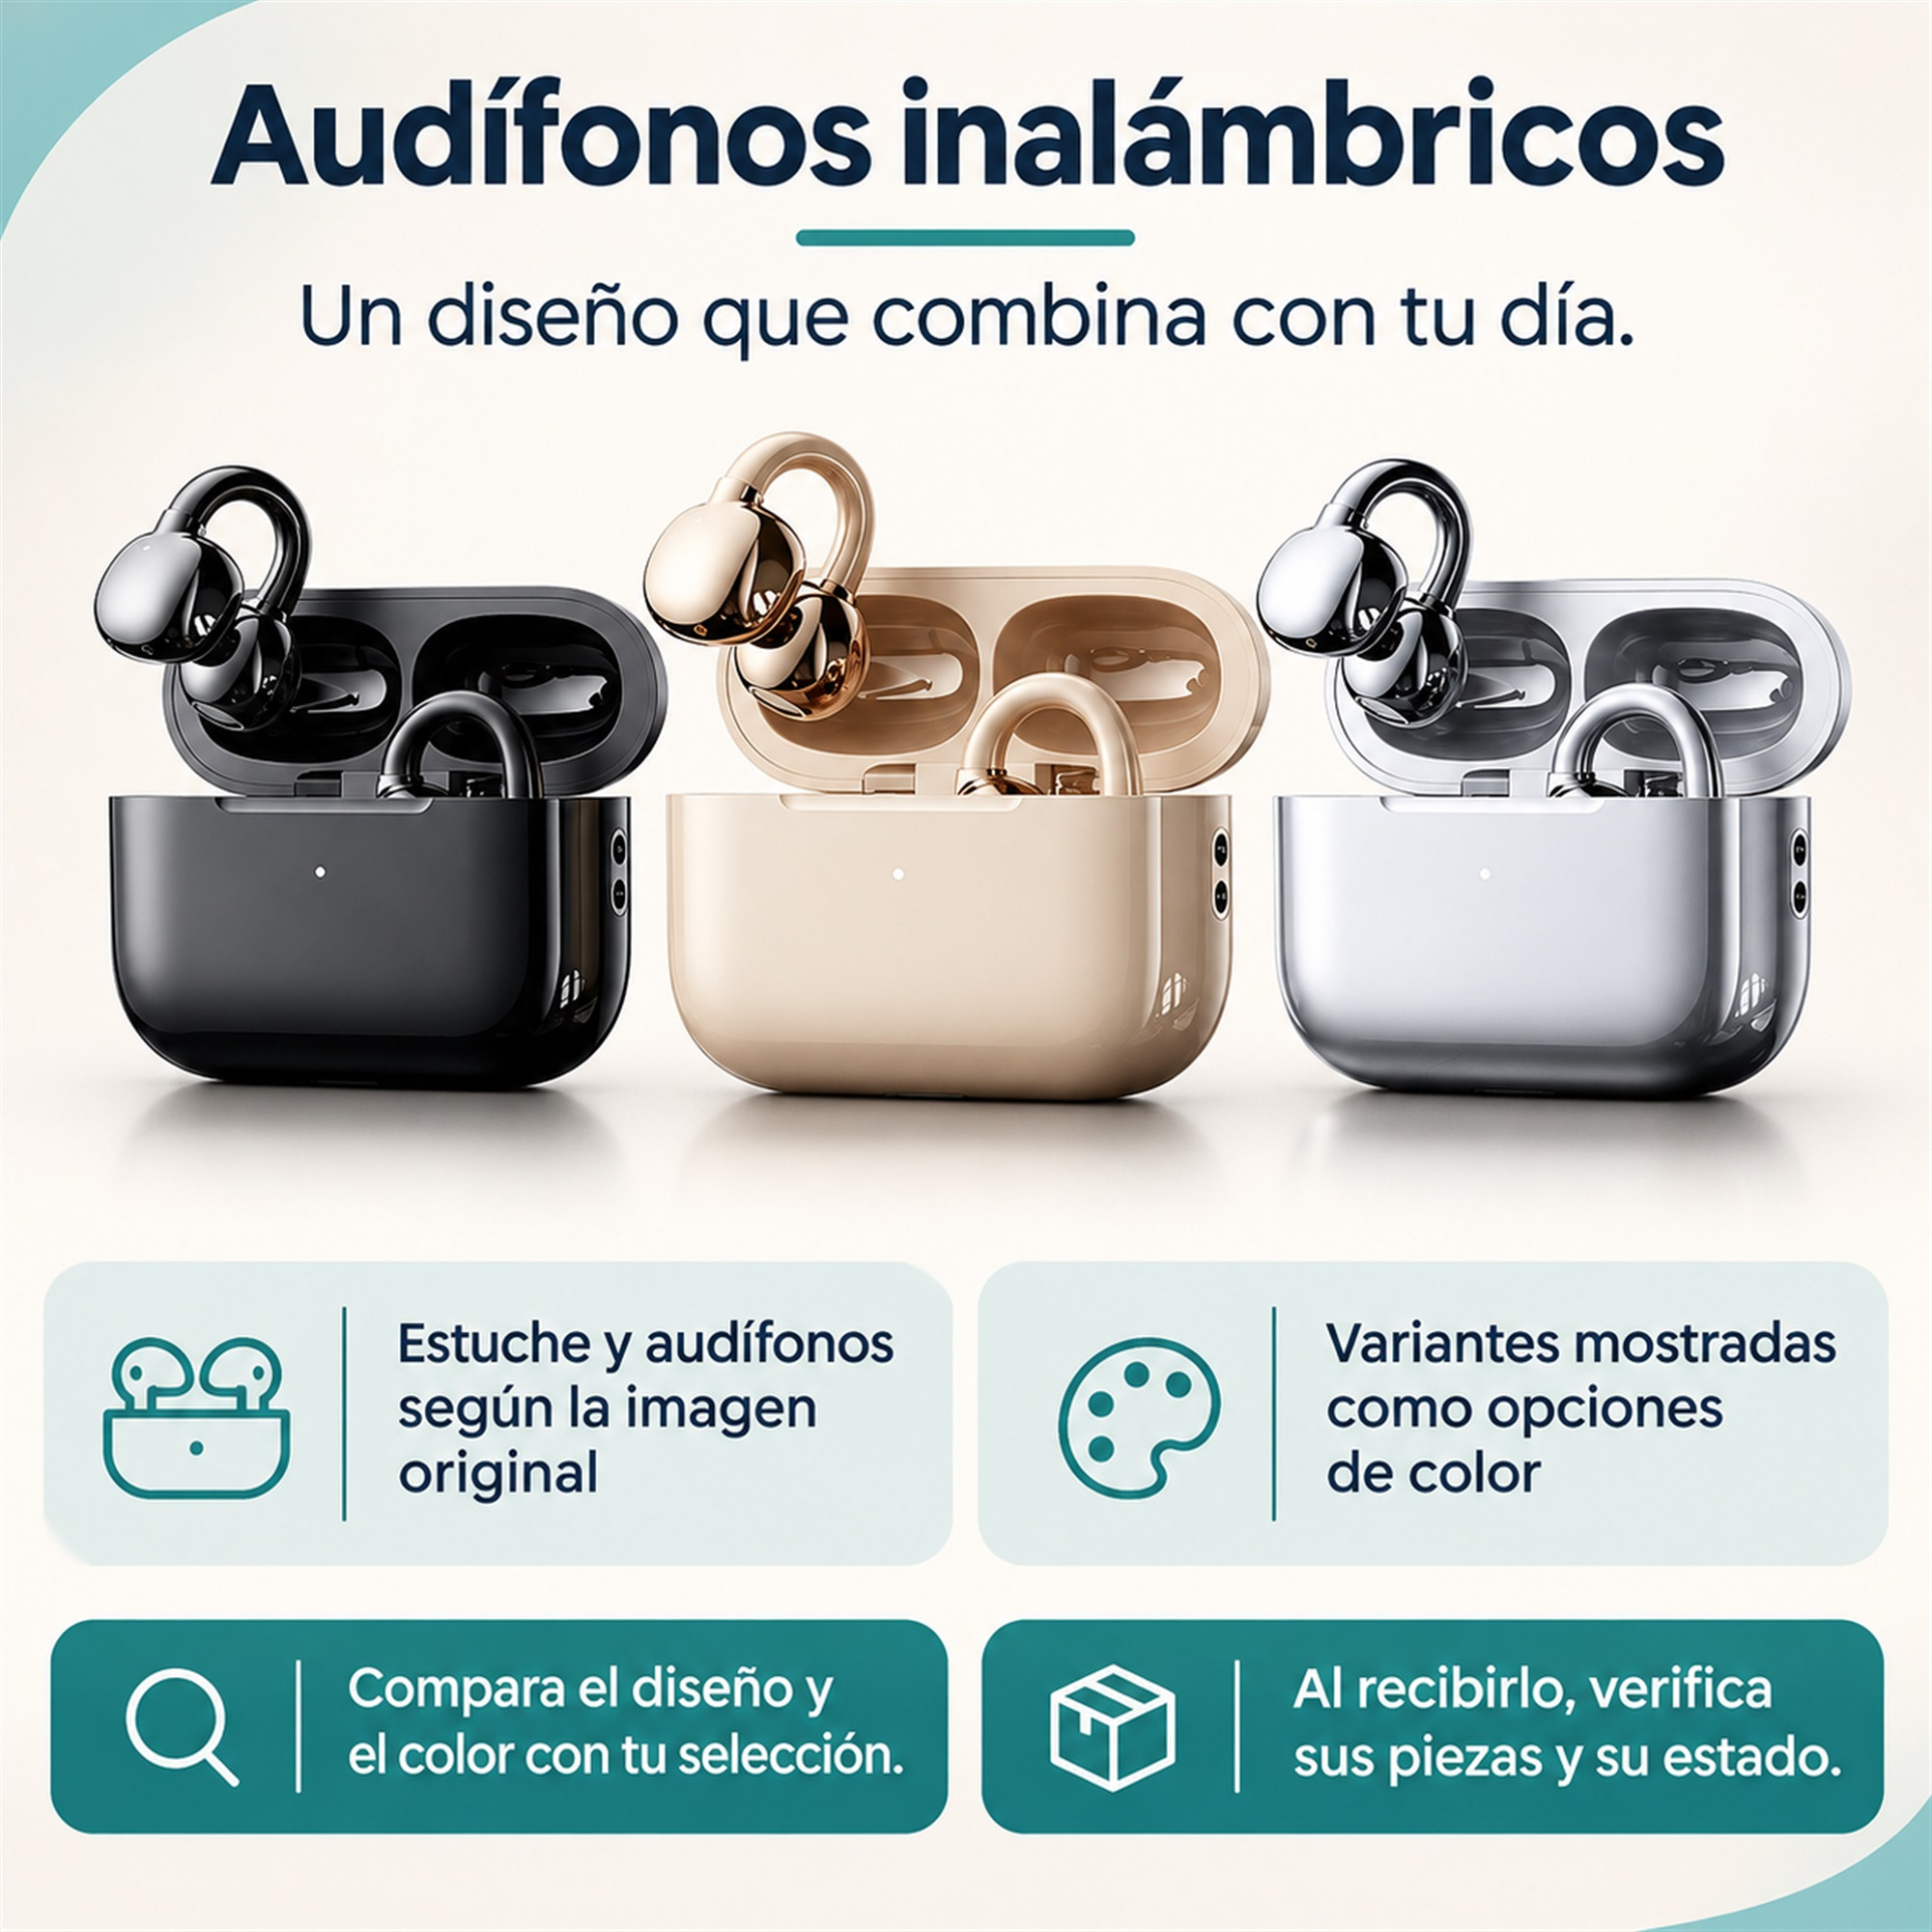 Audífonos inalámbricos
Un diseño que combina con tu día.
Estuche y audífonos
según la imagen
original
Variantes mostradas
como opciones
de color
Compara el diseño y
el color con tu selección.
Al recibirlo, verifica
sus piezas y su estado.